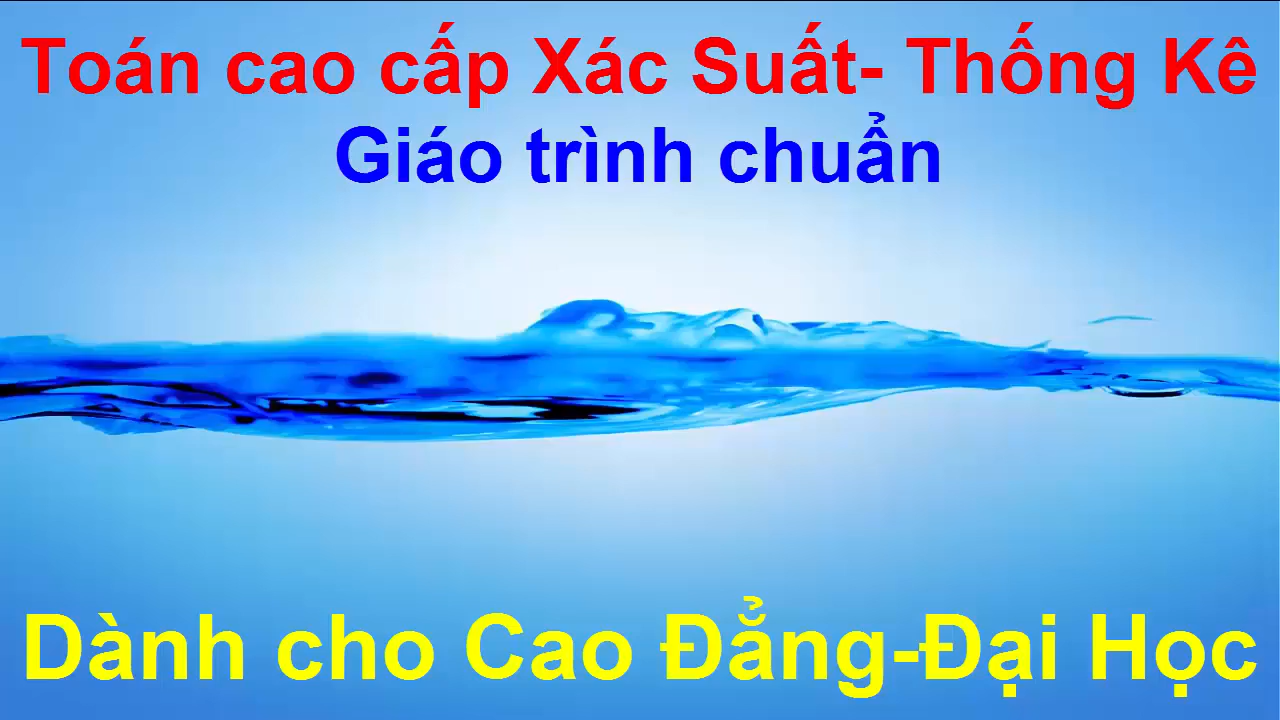 Toán cao cấp Xác Suất- Thống Kê
Giáo trình chuẩn
Dành cho Cao Đẳng-Đại Học